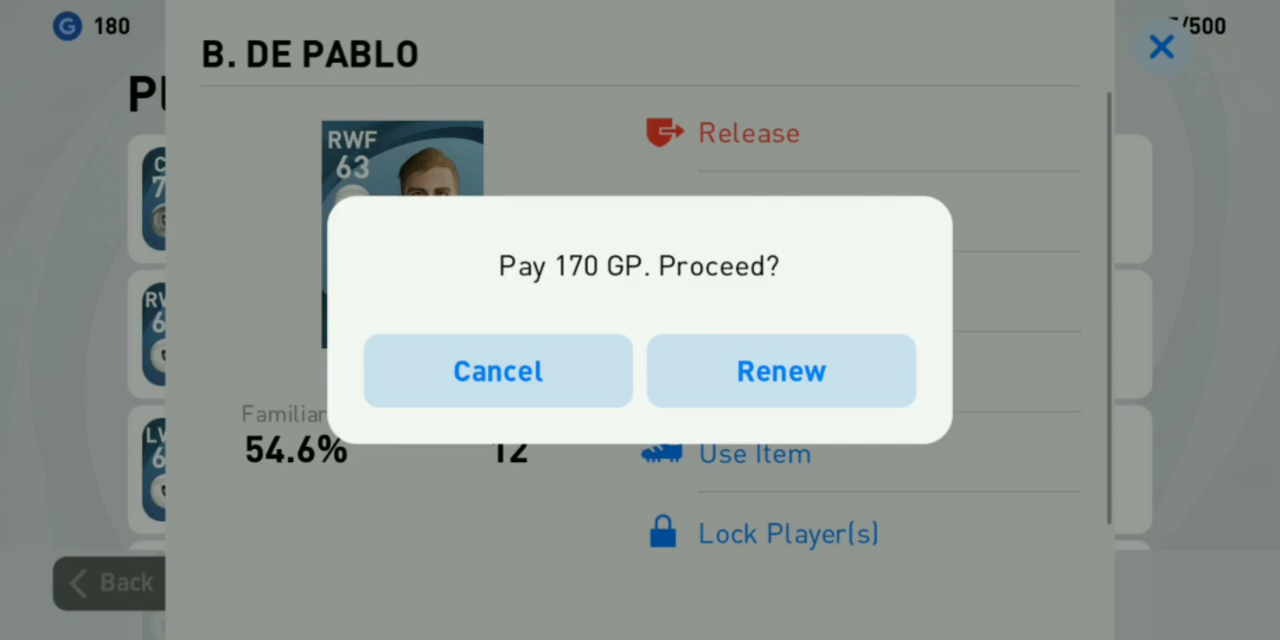 G 180
/500
B. DE PABLO
RWF
63
Release
Pay 170 GP. Proceed?
Cancel
Renew
54.6%
12
Use Item
Lock Player(s)
Back